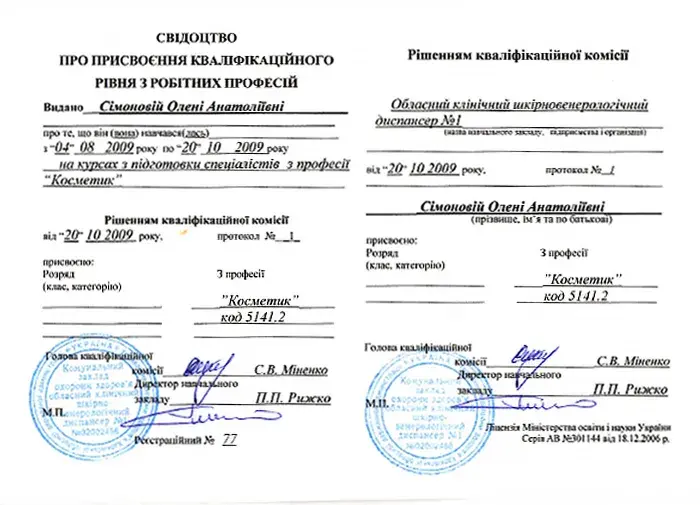 СВІДОЦТВО
ПРО ПРИСВОЄННЯ КВАЛІФІКАЦІЙНОГО
РІВНЯ З РОБІТНИХ ПРОФЕСІЙ
Видано Сімоновій Олені Анатоліївні
про те, що він (вона) навчався(лась)
з "04" 08 2009 року по "20" 10 2009 року
на курсах з підготовки спеціалістів з професії
"Косметик"
Рішенням кваліфікаційної комісії
від "20" 10 2009 року, протокол № 1
присвоєно:
Розряд З професії
(клас, категорію)
"Косметик"
код 5141.2
Голова кваліфікаційної
комісії С.В. Міненко
Директор навчального
закладу П.П. Рижко
М.П.
Реєстраційний № 77
Комунальний
заклад
охорони здоров'я
обласний клінічний
шкірно-
венерологічний
диспансер №1
Рішенням кваліфікаційної комісії
Обласний клінічний шкірновенерологічний
диспансер №1
(назва навчального закладу, підприємства і організації)
від "20" 10 2009 року, протокол № 1
Сімоновій Олені Анатоліївні
(прізвище, ім'я та по батькові)
присвоєно:
Розряд З професії
(клас, категорію)
"Косметик"
код 5141.2
Голова кваліфікаційної
комісії С.В. Міненко
Директор навчального
закладу П.П. Рижко
М.П.
Ліцензія Міністерства освіти і науки України
Серія АВ №301144 від 18.12.2006 р.
Комунальний
заклад
охорони здоров'я
обласний клінічний
шкірно-
венерологічний
диспансер №1